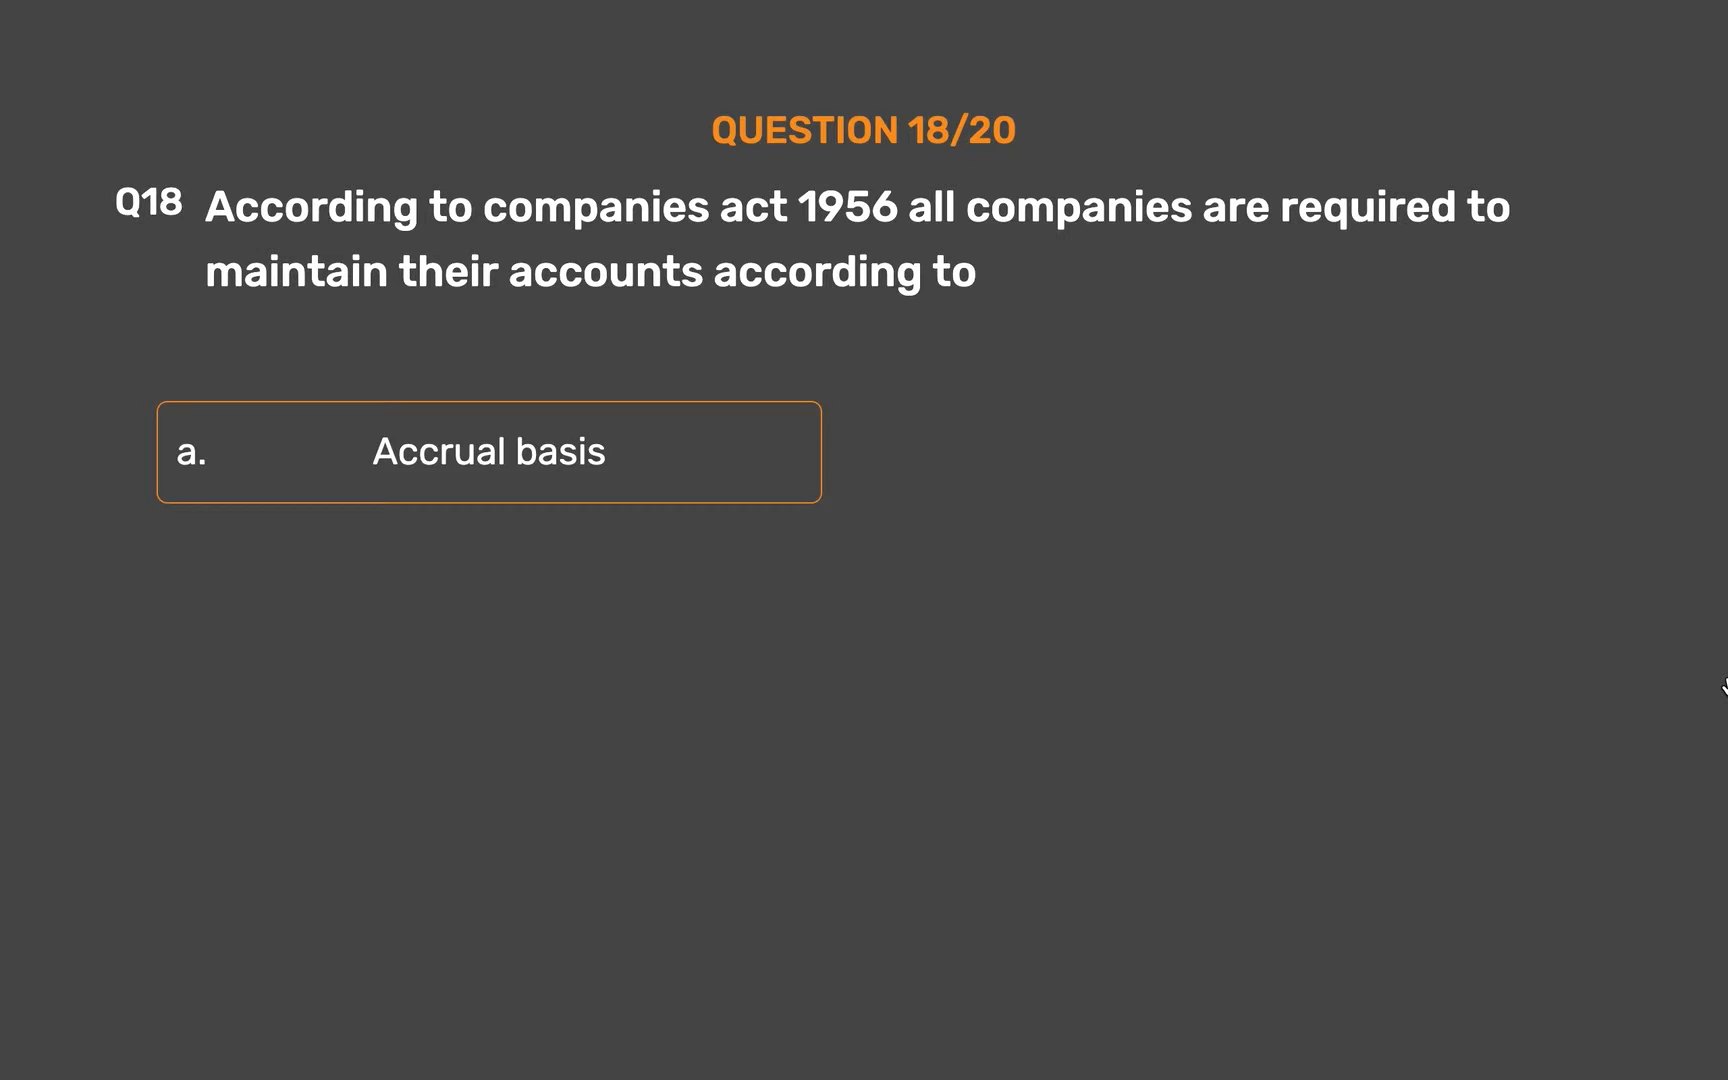 QUESTION 18/20
Q18 According to companies act 1956 all companies are required to
maintain their accounts according to
a. Accrual basis